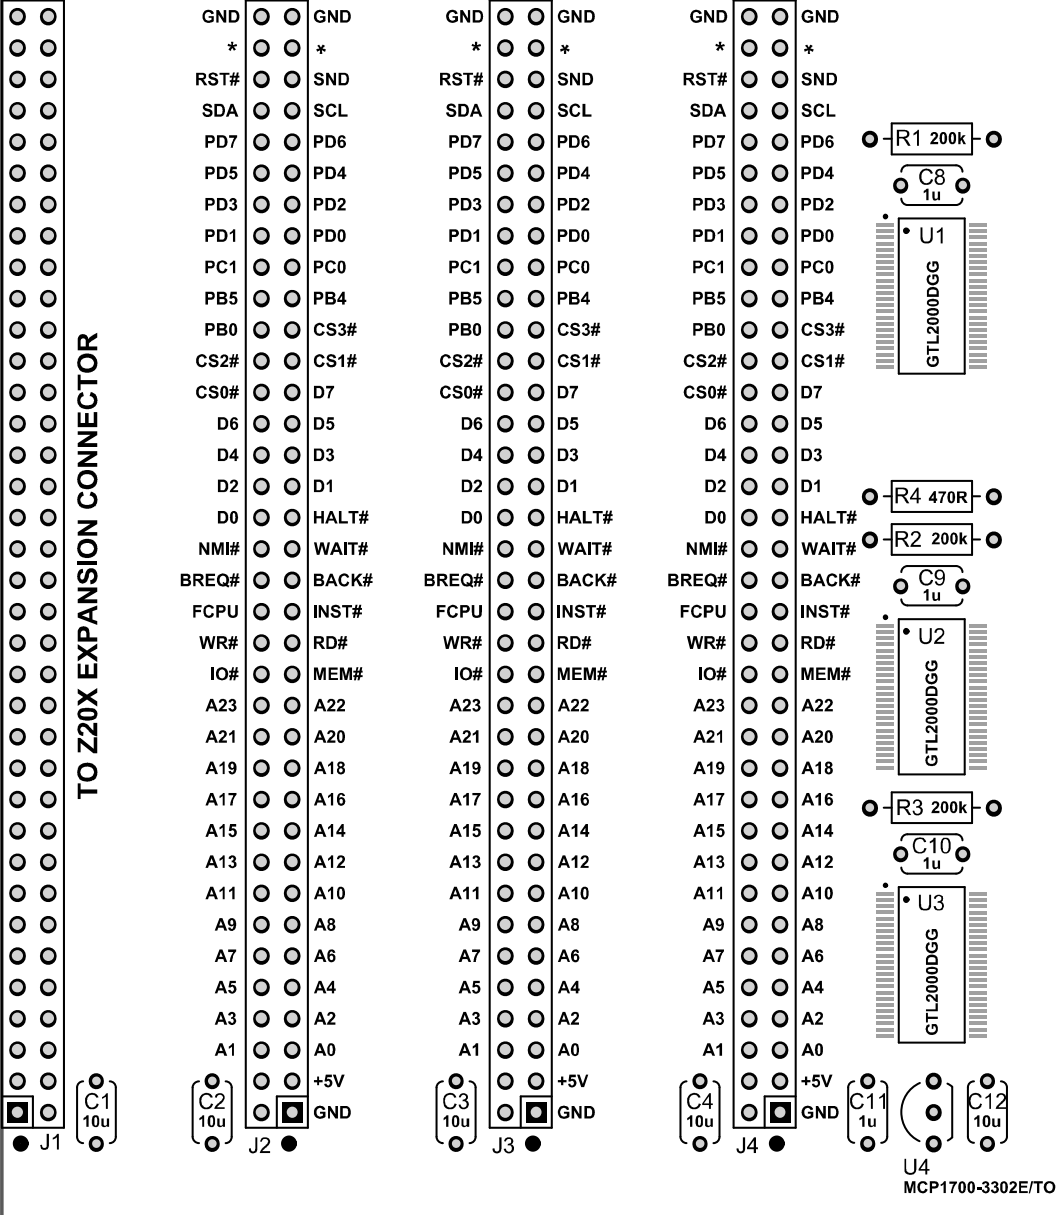 GND GND GND GND GND GND
* * * * * *
RST# SND RST# SND RST# SND
SDA SCL SDA SCL SDA SCL
PD7 PD6 PD7 PD6 PD7 PD6
R1 200k
PD5 PD4 PD5 PD4 PD5 PD4
C8
1u
PD3 PD2 PD3 PD2 PD3 PD2
PD1 PD0 PD1 PD0 PD1 PD0
U1
GTL2000DGG
PC1 PC0 PC1 PC0 PC1 PC0
PB5 PB4 PB5 PB4 PB5 PB4
PB0 CS3# PB0 CS3# PB0 CS3#
CS2# CS1# CS2# CS1# CS2# CS1#
CS0# D7 CS0# D7 CS0# D7
D6 D5 D6 D5 D6 D5
D4 D3 D4 D3 D4 D3
D2 D1 D2 D1 D2 D1
R4 470R
D0 HALT# D0 HALT# D0 HALT#
R2 200k
NMI# WAIT# NMI# WAIT# NMI# WAIT#
TO Z20X EXPANSION CONNECTOR
BREQ# BACK# BREQ# BACK# BREQ# BACK#
C9
1u
FCPU INST# FCPU INST# FCPU INST#
WR# RD# WR# RD# WR# RD#
U2
GTL2000DGG
IO# MEM# IO# MEM# IO# MEM#
A23 A22 A23 A22 A23 A22
A21 A20 A21 A20 A21 A20
A19 A18 A19 A18 A19 A18
A17 A16 A17 A16 A17 A16
R3 200k
A15 A14 A15 A14 A15 A14
C10
1u
A13 A12 A13 A12 A13 A12
A11 A10 A11 A10 A11 A10
U3
GTL2000DGG
A9 A8 A9 A8 A9 A8
A7 A6 A7 A6 A7 A6
A5 A4 A5 A4 A5 A4
A3 A2 A3 A2 A3 A2
A1 A0 A1 A0 A1 A0
+5V +5V +5V
C1 C2 C3 C4 C11 C12
10u 10u 10u 10u 1u 10u
GND GND GND
J1 J2 J3 J4
U4
MCP1700-3302E/TO